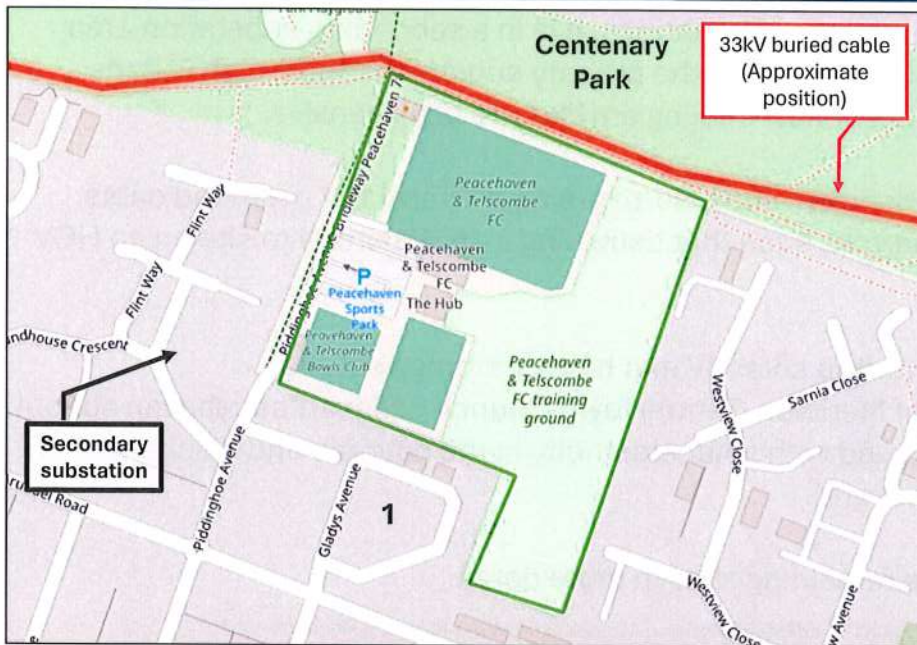 Centenary
Park
33kV buried cable
(Approximate
position)
Piddinghoe Avenue Bridleway Peacehaven 7
Peacehaven
& Telscombe
FC
Flint Way
Flint Way
Peacehaven
& Telscombe
FC
The Hub
P
Peacehaven
Sports
Park
Peacehaven
& Telscombe
Bowls Club
Peacehaven
& Telscombe
FC training
ground
Crescent
Secondary
substation
Piddinghoe Avenue
Gladys Avenue
1
Road
Piddinghoe Avenue
Westview Close
Sarnia Close
Westview Close
Avenue